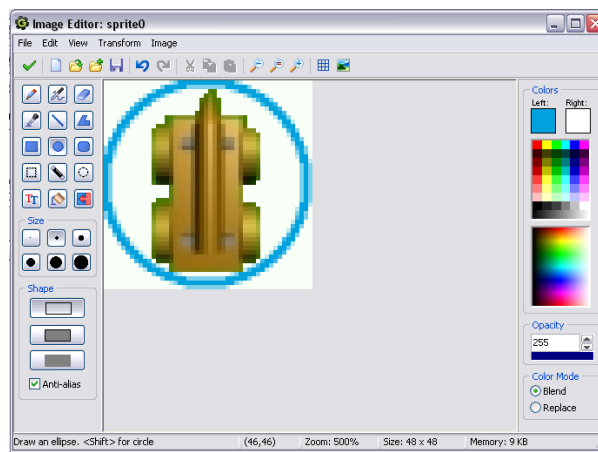 Image Editor: sprite0
File Edit View Transform Image
Colors
Left: Right:
TT
Size
Shape
Anti-alias
Opacity
255
Color Mode
Blend
Replace
Draw an ellipse. <Shift> for circle (46,46) Zoom: 500% Size: 48 x 48 Memory: 9 KB